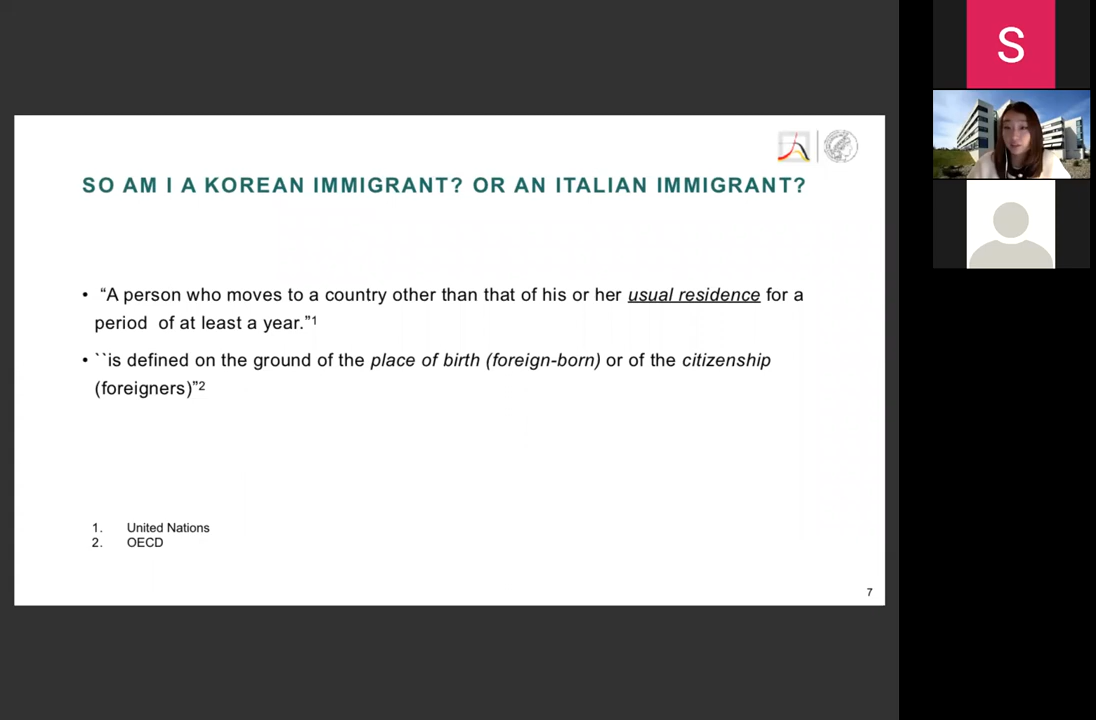 S
SO AM I A KOREAN IMMIGRANT? OR AN ITALIAN IMMIGRANT?
• “A person who moves to a country other than that of his or her usual residence for a
period of at least a year.”1
• ``is defined on the ground of the place of birth (foreign-born) or of the citizenship
(foreigners)”2
1. United Nations
2. OECD
7